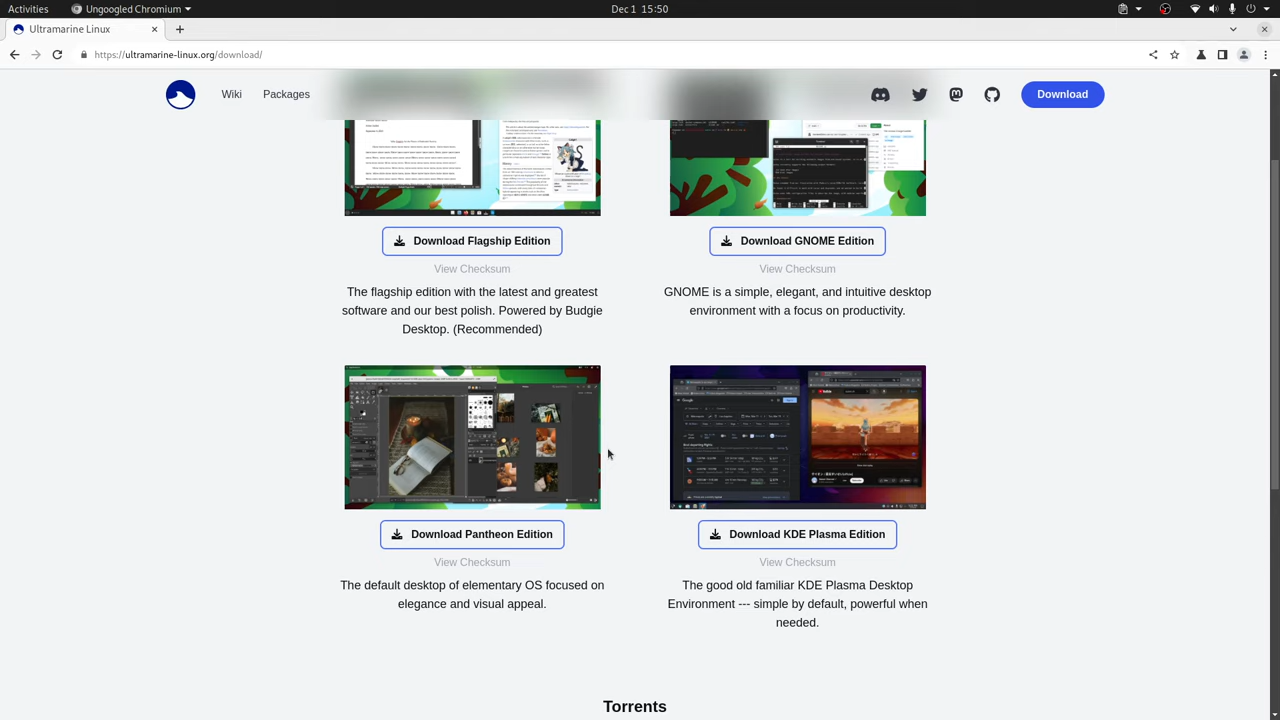 Activities
Ungoogled Chromium
Dec 1 15:50
Ultramarine Linux
https://ultramarine-linux.org/download/
Wiki
Packages
Download
Download Flagship Edition
View Checksum
The flagship edition with the latest and greatest
software and our best polish. Powered by Budgie
Desktop. (Recommended)
Download GNOME Edition
View Checksum
GNOME is a simple, elegant, and intuitive desktop
environment with a focus on productivity.
Download Pantheon Edition
View Checksum
The default desktop of elementary OS focused on
elegance and visual appeal.
Download KDE Plasma Edition
View Checksum
The good old familiar KDE Plasma Desktop
Environment --- simple by default, powerful when
needed.
Torrents